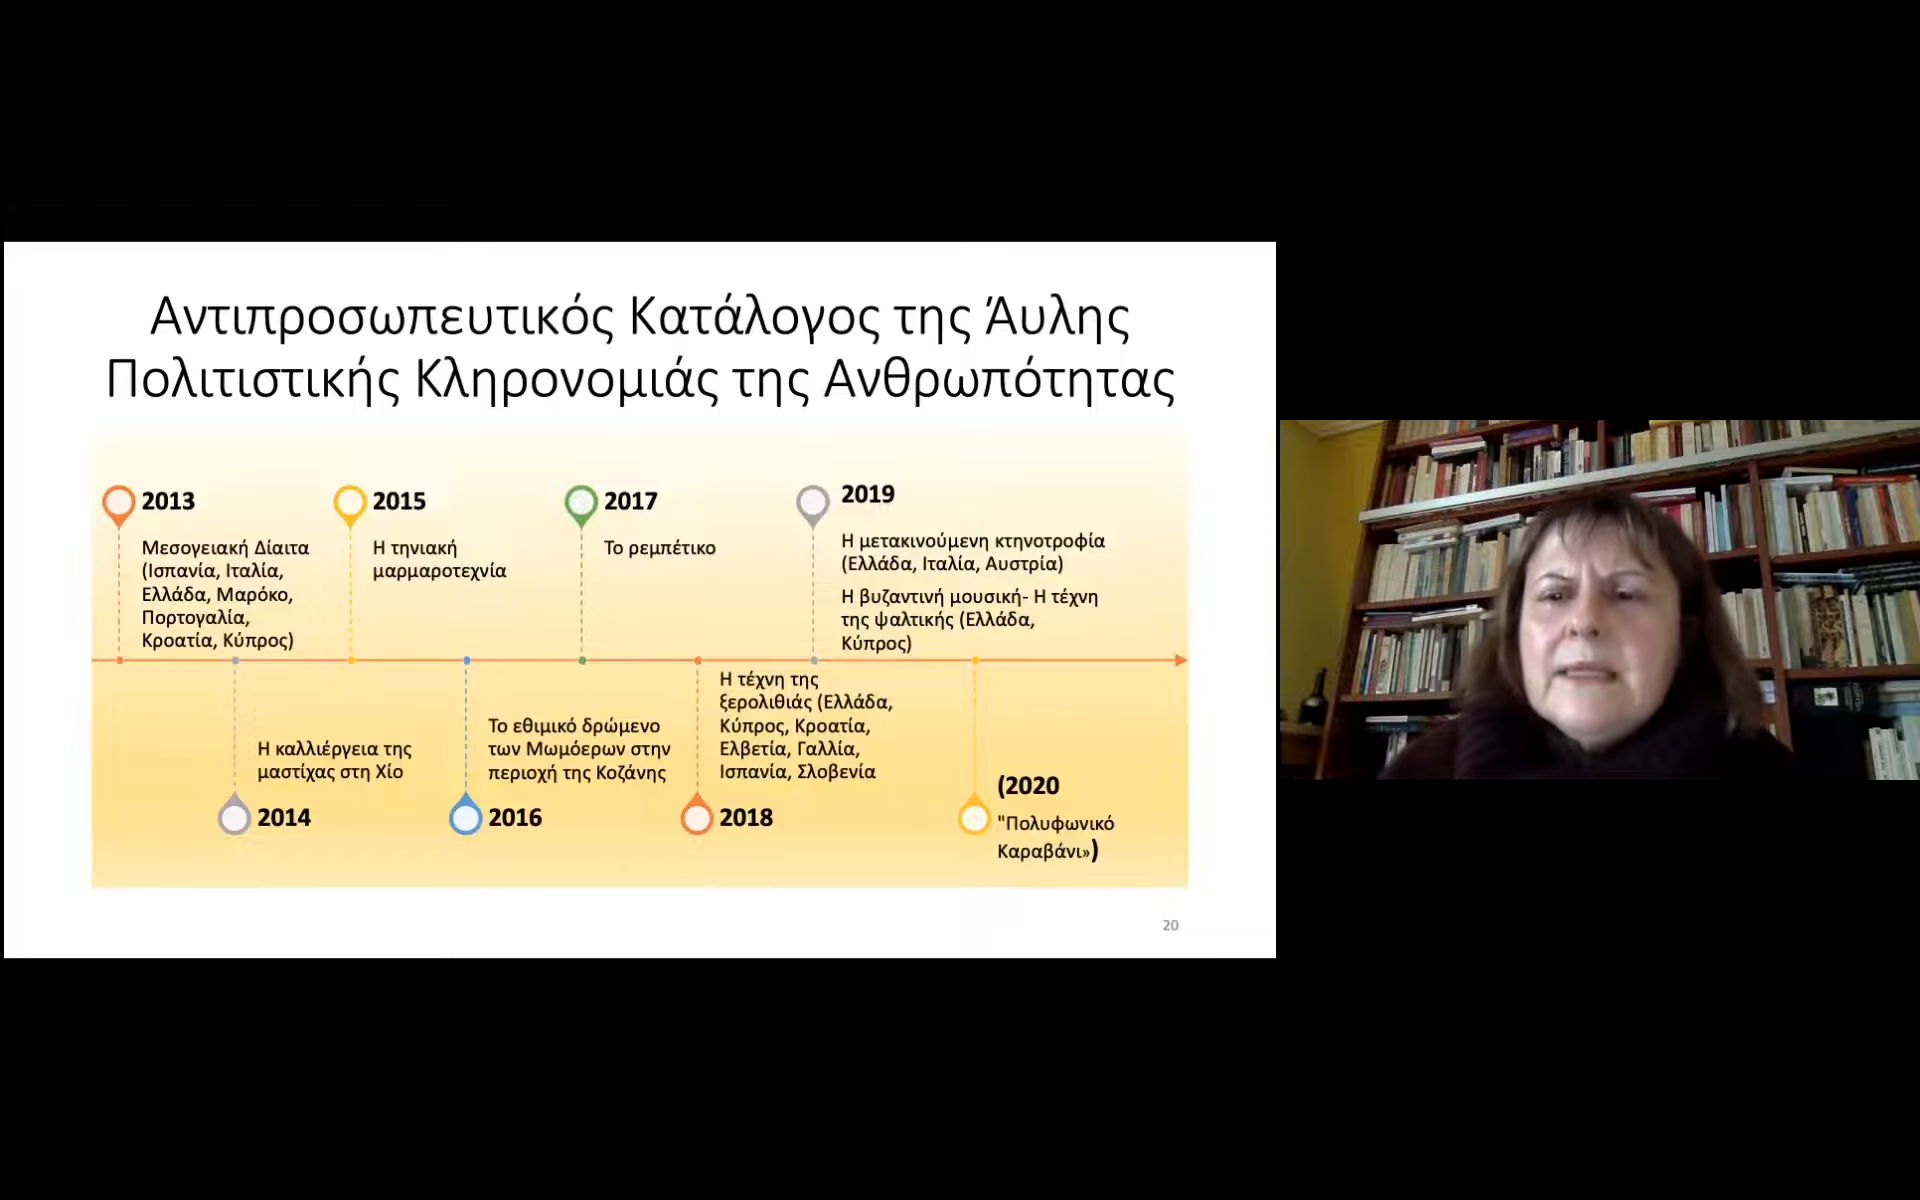 Αντιπροσωπευτικός Κατάλογος της Άυλης
Πολιτιστικής Κληρονομιάς της Ανθρωπότητας
2013
Μεσογειακή Δίαιτα
(Ισπανία, Ιταλία,
Ελλάδα, Μαρόκο,
Πορτογαλία,
Κροατία, Κύπρος)
Η καλλιέργεια της
μαστίχας στη Χίο
2014
2015
Η τηνιακή
μαρμαροτεχνία
Το εθιμικό δρώμενο
των Μωμόερων στην
περιοχή της Κοζάνης
2016
2017
Το ρεμπέτικο
Η τέχνη της
ξερολιθιάς (Ελλάδα,
Κύπρος, Κροατία,
Ελβετία, Γαλλία,
Ισπανία, Σλοβενία
2018
2019
Η μετακινούμενη κτηνοτροφία
(Ελλάδα, Ιταλία, Αυστρία)
Η βυζαντινή μουσική- Η τέχνη
της ψαλτικής (Ελλάδα,
Κύπρος)
(2020
"Πολυφωνικό
Καραβάνι»)
20